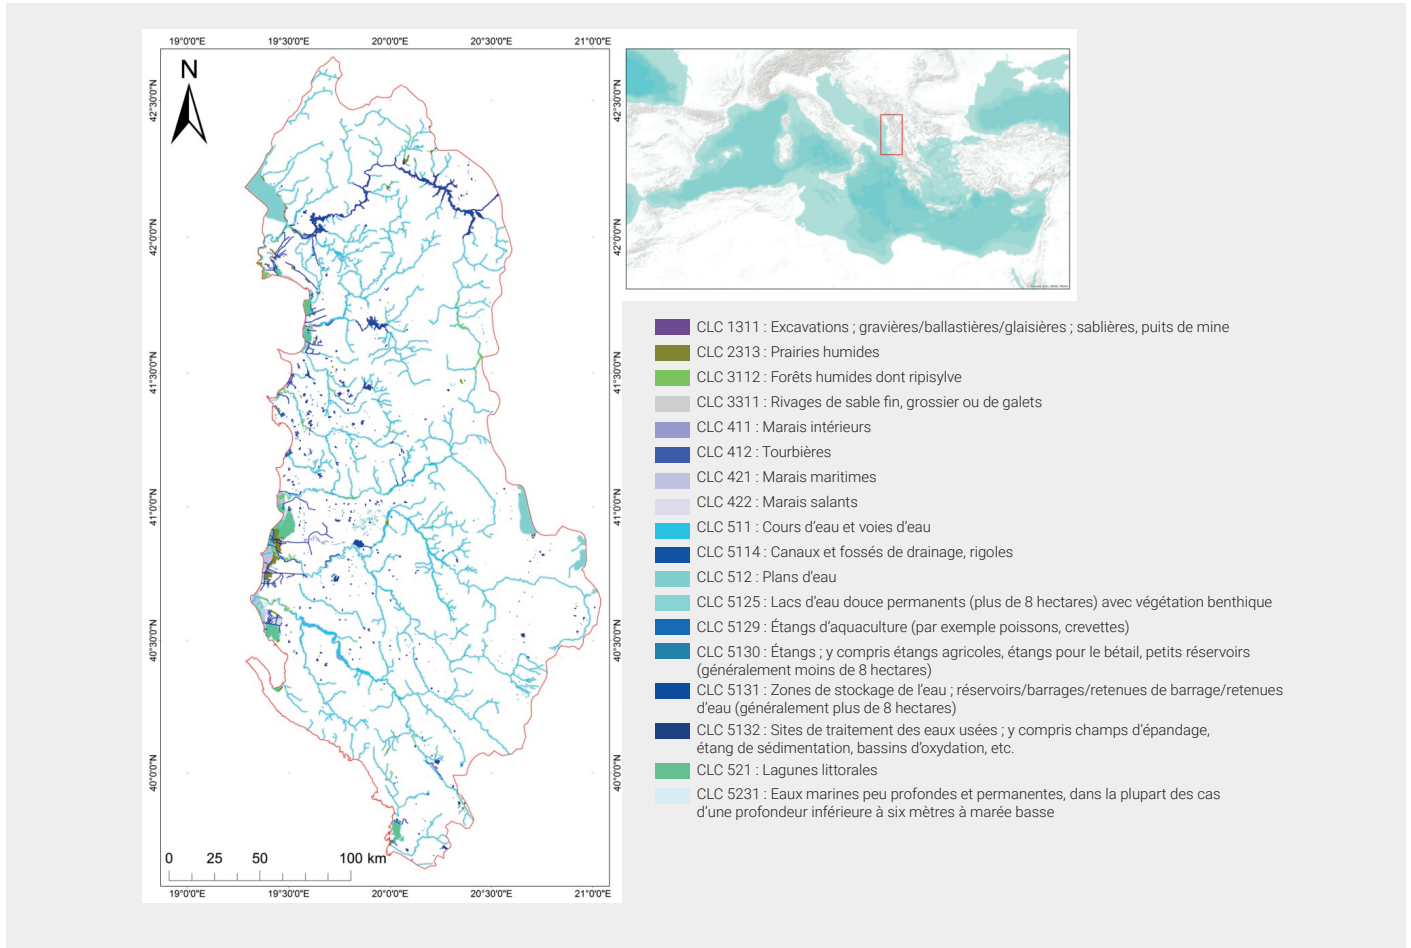 19°0'0"E 19°30'0"E 20°0'0"E 20°30'0"E 21°0'0"E
N
42°30'0"N 42°30'0"N
42°0'0"N 42°0'0"N
41°30'0"N 41°30'0"N
41°0'0"N 41°0'0"N
40°30'0"N 40°30'0"N
40°0'0"N 40°0'0"N
0 25 50 100 km
19°0'0"E 19°30'0"E 20°0'0"E 20°30'0"E 21°0'0"E
CLC 1311 : Excavations ; gravières/ballastières/glaisières ; sablières, puits de mine
CLC 2313 : Prairies humides
CLC 3112 : Forêts humides dont ripisylve
CLC 3311 : Rivages de sable fin, grossier ou de galets
CLC 411 : Marais intérieurs
CLC 412 : Tourbières
CLC 421 : Marais maritimes
CLC 422 : Marais salants
CLC 511 : Cours d'eau et voies d'eau
CLC 5114 : Canaux et fossés de drainage, rigoles
CLC 512 : Plans d'eau
CLC 5125 : Lacs d'eau douce permanents (plus de 8 hectares) avec végétation benthique
CLC 5129 : Étangs d'aquaculture (par exemple poissons, crevettes)
CLC 5130 : Étangs ; y compris étangs agricoles, étangs pour le bétail, petits réservoirs
(généralement moins de 8 hectares)
CLC 5131 : Zones de stockage de l'eau ; réservoirs/barrages/retenues de barrage/retenues
d'eau (généralement plus de 8 hectares)
CLC 5132 : Sites de traitement des eaux usées ; y compris champs d'épandage,
étang de sédimentation, bassins d'oxydation, etc.
CLC 521 : Lagunes littorales
CLC 5231 : Eaux marines peu profondes et permanentes, dans la plupart des cas
d'une profondeur inférieure à six mètres à marée basse